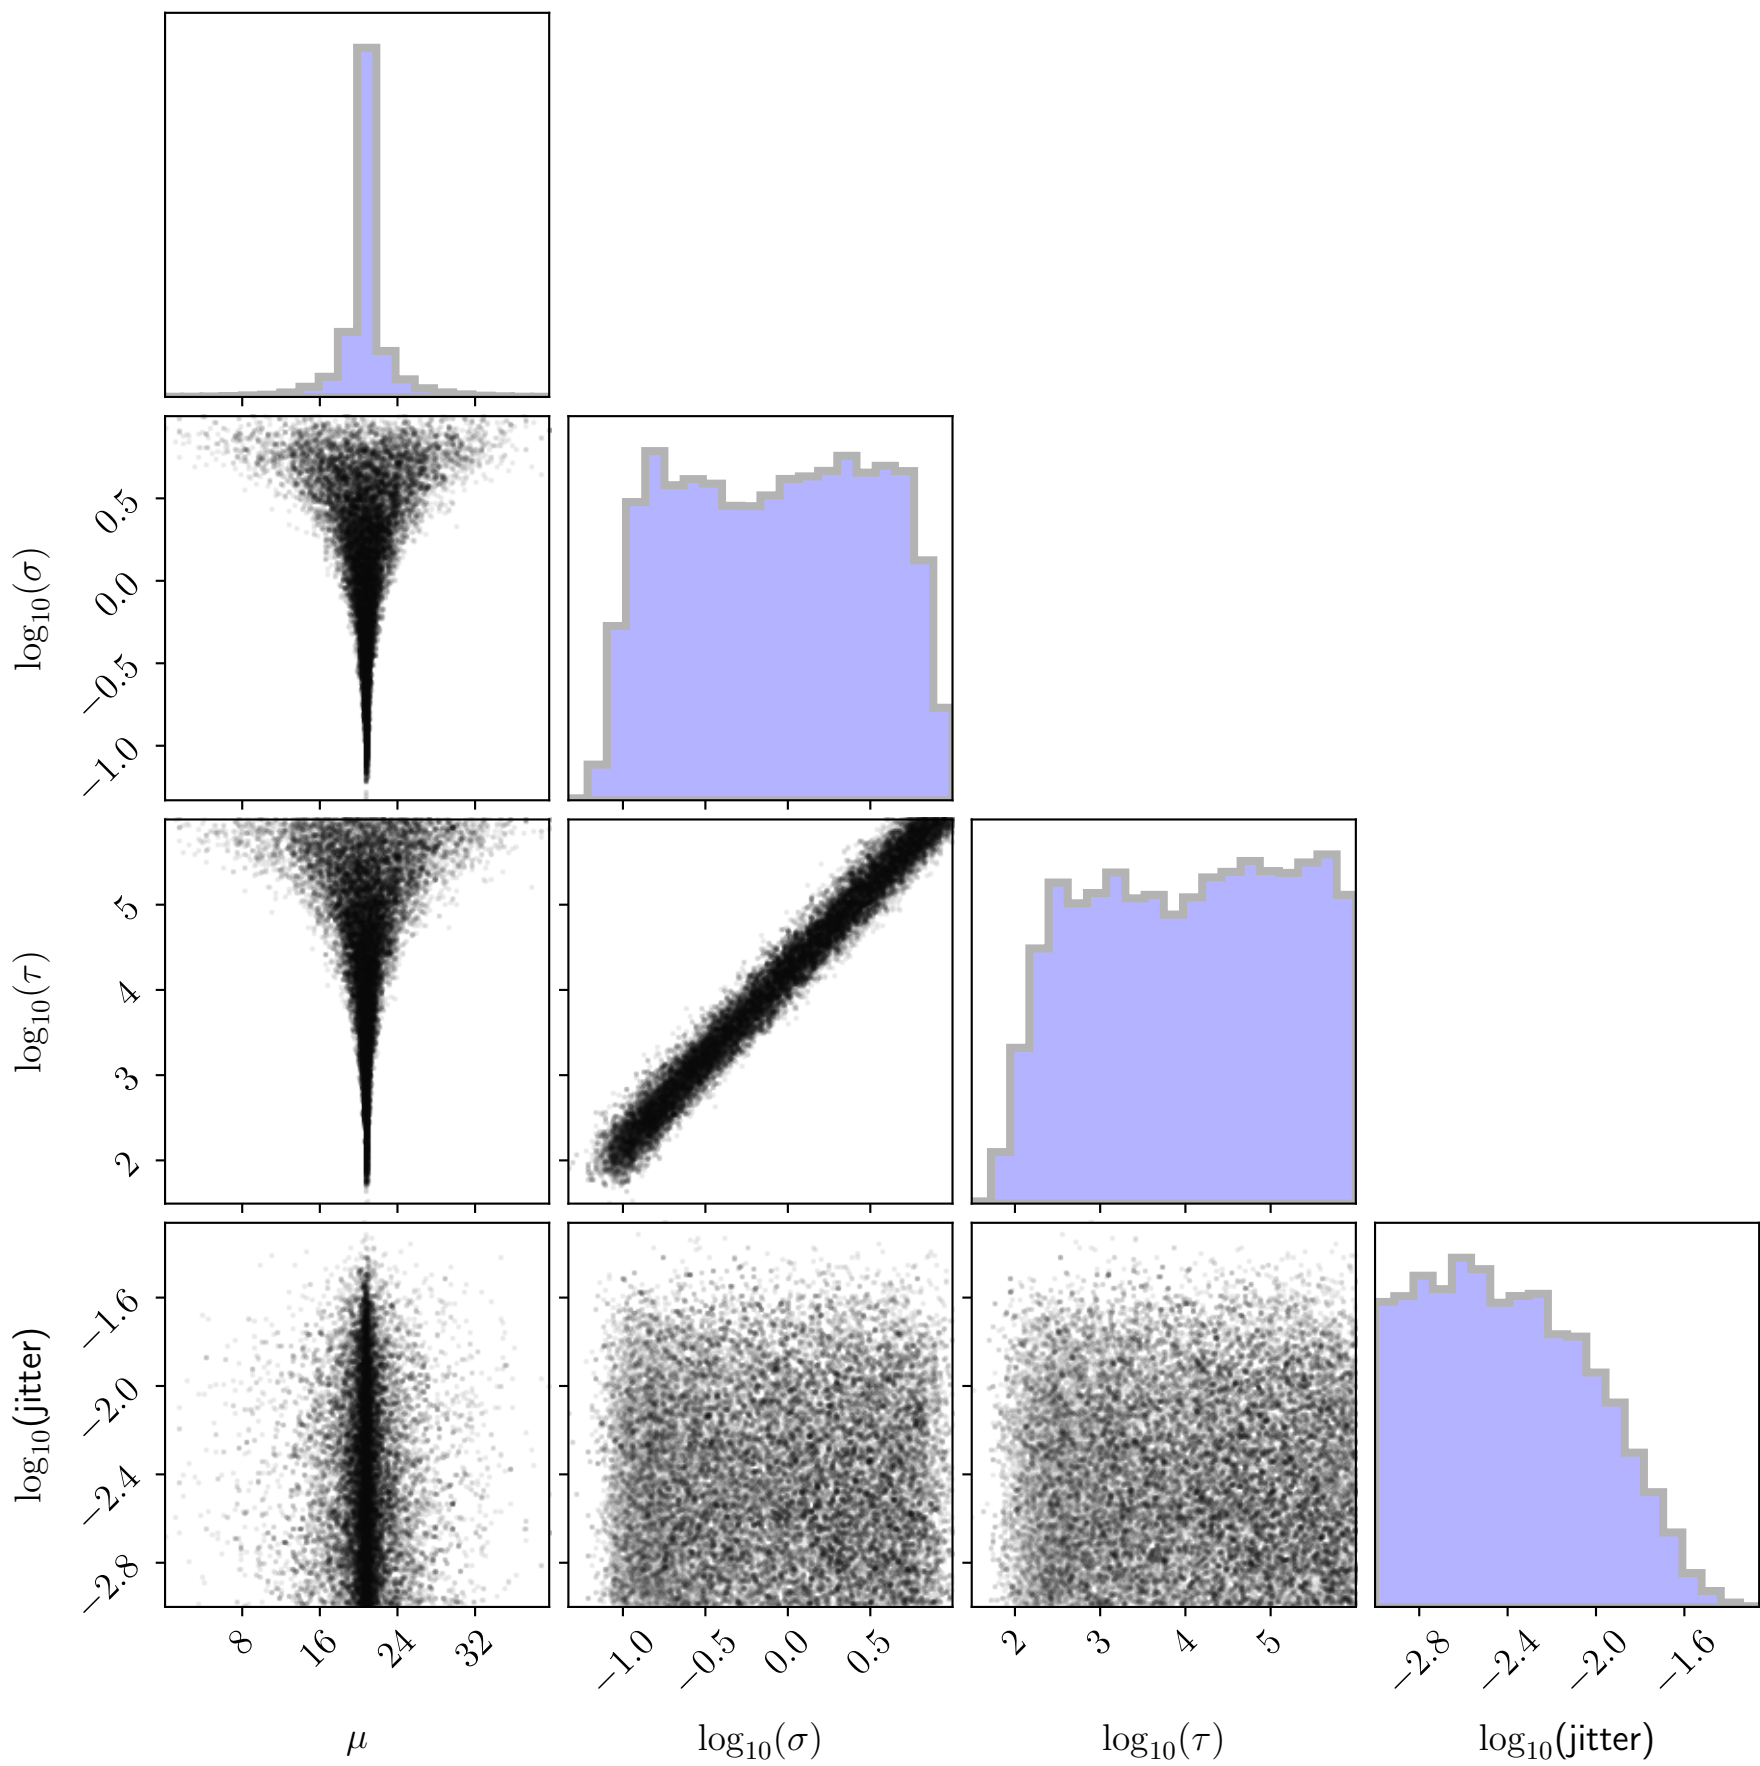 log₁₀(σ)
0.5
0.0
−0.5
−1.0
log₁₀(τ)
5
4
3
2
log₁₀(jitter)
−1.6
−2.0
−2.4
−2.8
8 16 24 32 −1.0 −0.5 0.0 0.5 2 3 4 5 −2.8 −2.4 −2.0 −1.6
μ log₁₀(σ) log₁₀(τ) log₁₀(jitter)